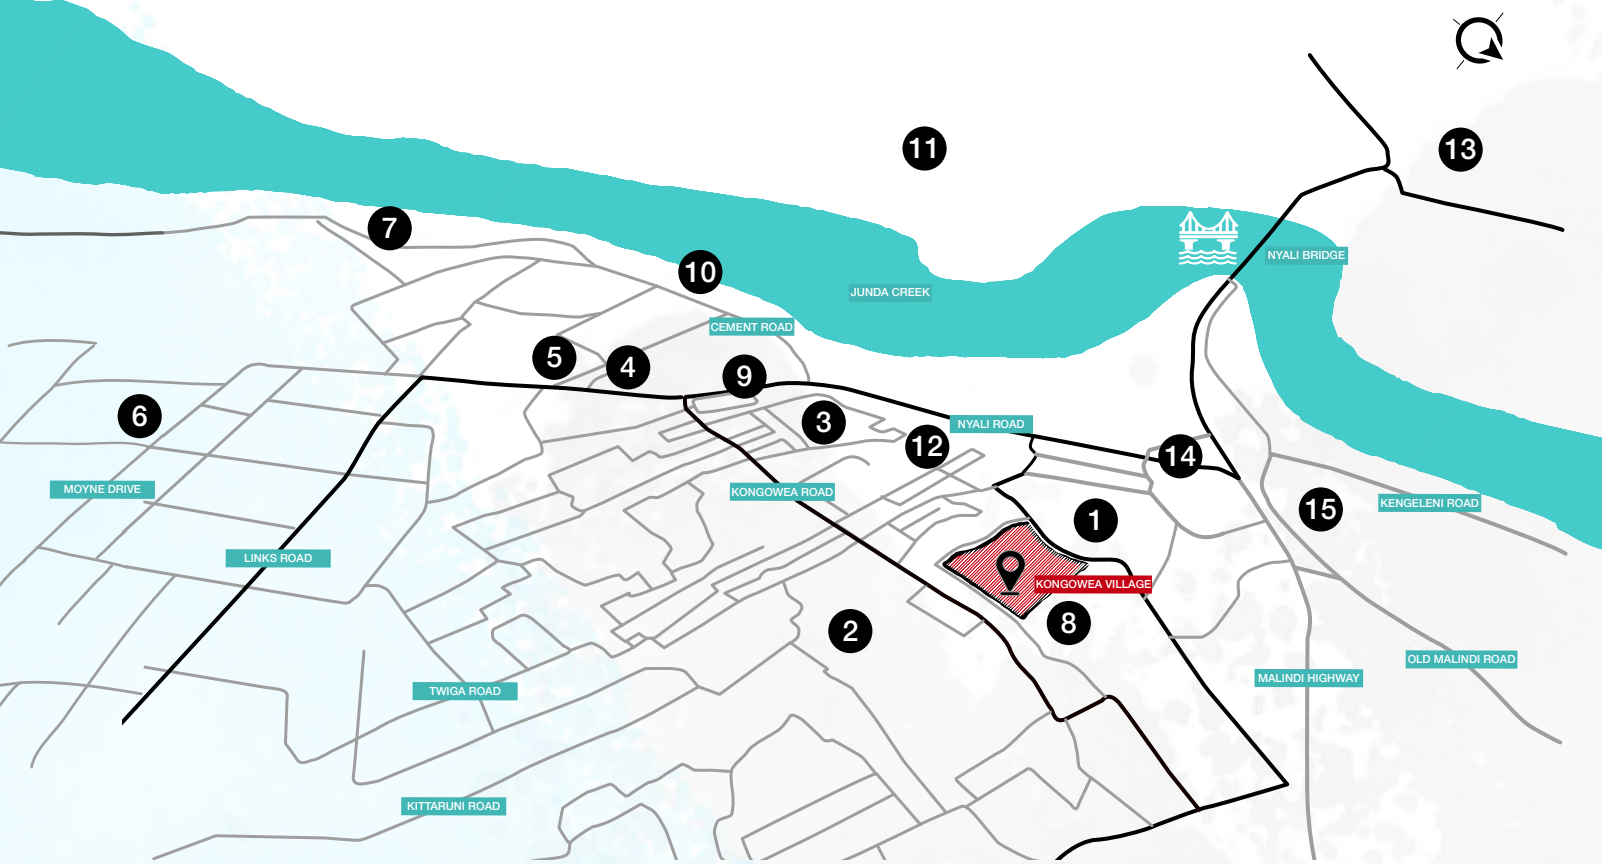 11
13
7
NYALI BRIDGE
10
JUNDA CREEK
CEMENT ROAD
5
4
9
6
3
NYALI ROAD
12
14
MOYNE DRIVE
KONGOWEA ROAD
KENGELENI ROAD
15
1
LINKS ROAD
KONGOWEA VILLAGE
8
2
OLD MALINDI ROAD
MALINDI HIGHWAY
TWIGA ROAD
KITTARUNI ROAD